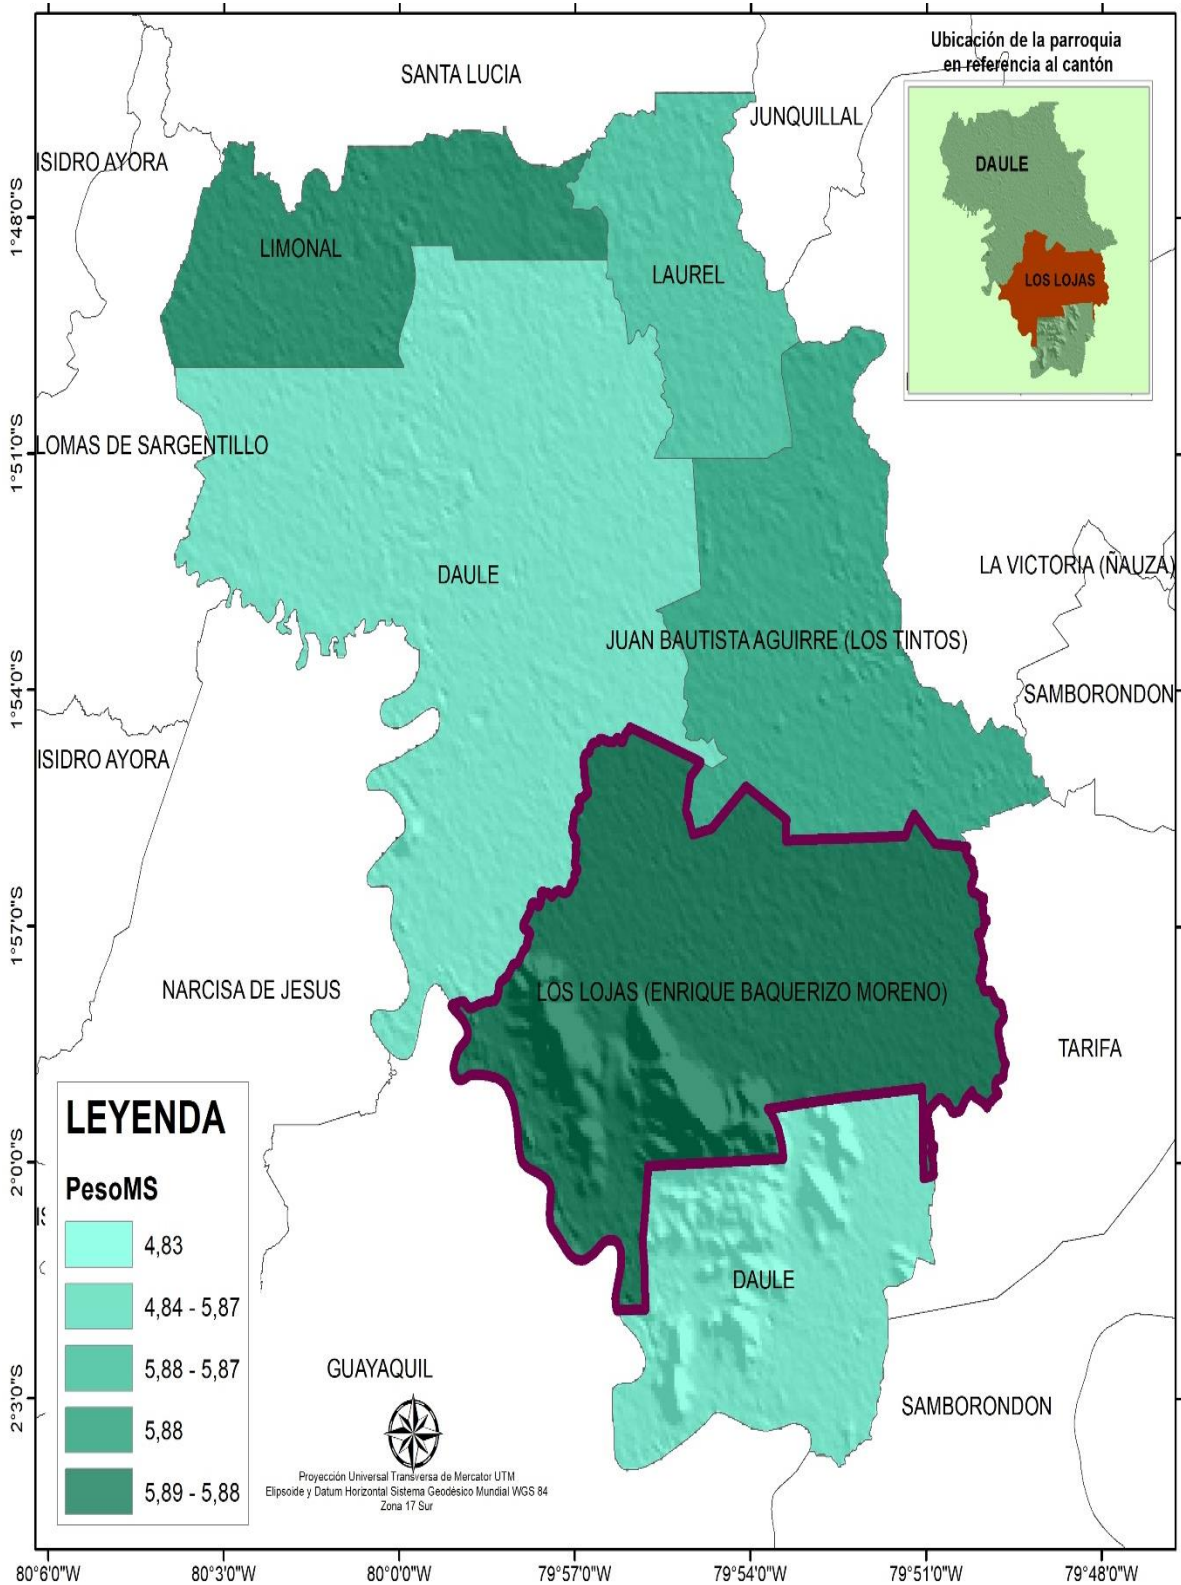 Ubicación de la parroquia
en referencia al cantón
DAULE
LOS LOJAS
SANTA LUCIA
JUNQUILLAL
ISIDRO AYORA
LIMONAL
LAUREL
LOMAS DE SARGENTILLO
DAULE
LA VICTORIA (ÑAUZA)
JUAN BAUTISTA AGUIRRE (LOS TINTOS)
SAMBORONDON
ISIDRO AYORA
NARCISA DE JESUS
LOS LOJAS (ENRIQUE BAQUERIZO MORENO)
TARIFA
DAULE
GUAYAQUIL
SAMBORONDON
LEYENDA
PesoMS
4,83
4,84 - 5,87
5,88 - 5,87
5,88
5,89 - 5,88
Proyección Universal Transversa de Mercator UTM
Elipsoide y Datum Horizontal Sistema Geodésico Mundial WGS 84
Zona 17 Sur
1°48'0"S
1°51'0"S
1°54'0"S
1°57'0"S
2°0'0"S
2°3'0"S
80°6'0"W
80°3'0"W
80°0'0"W
79°57'0"W
79°54'0"W
79°51'0"W
79°48'0"W